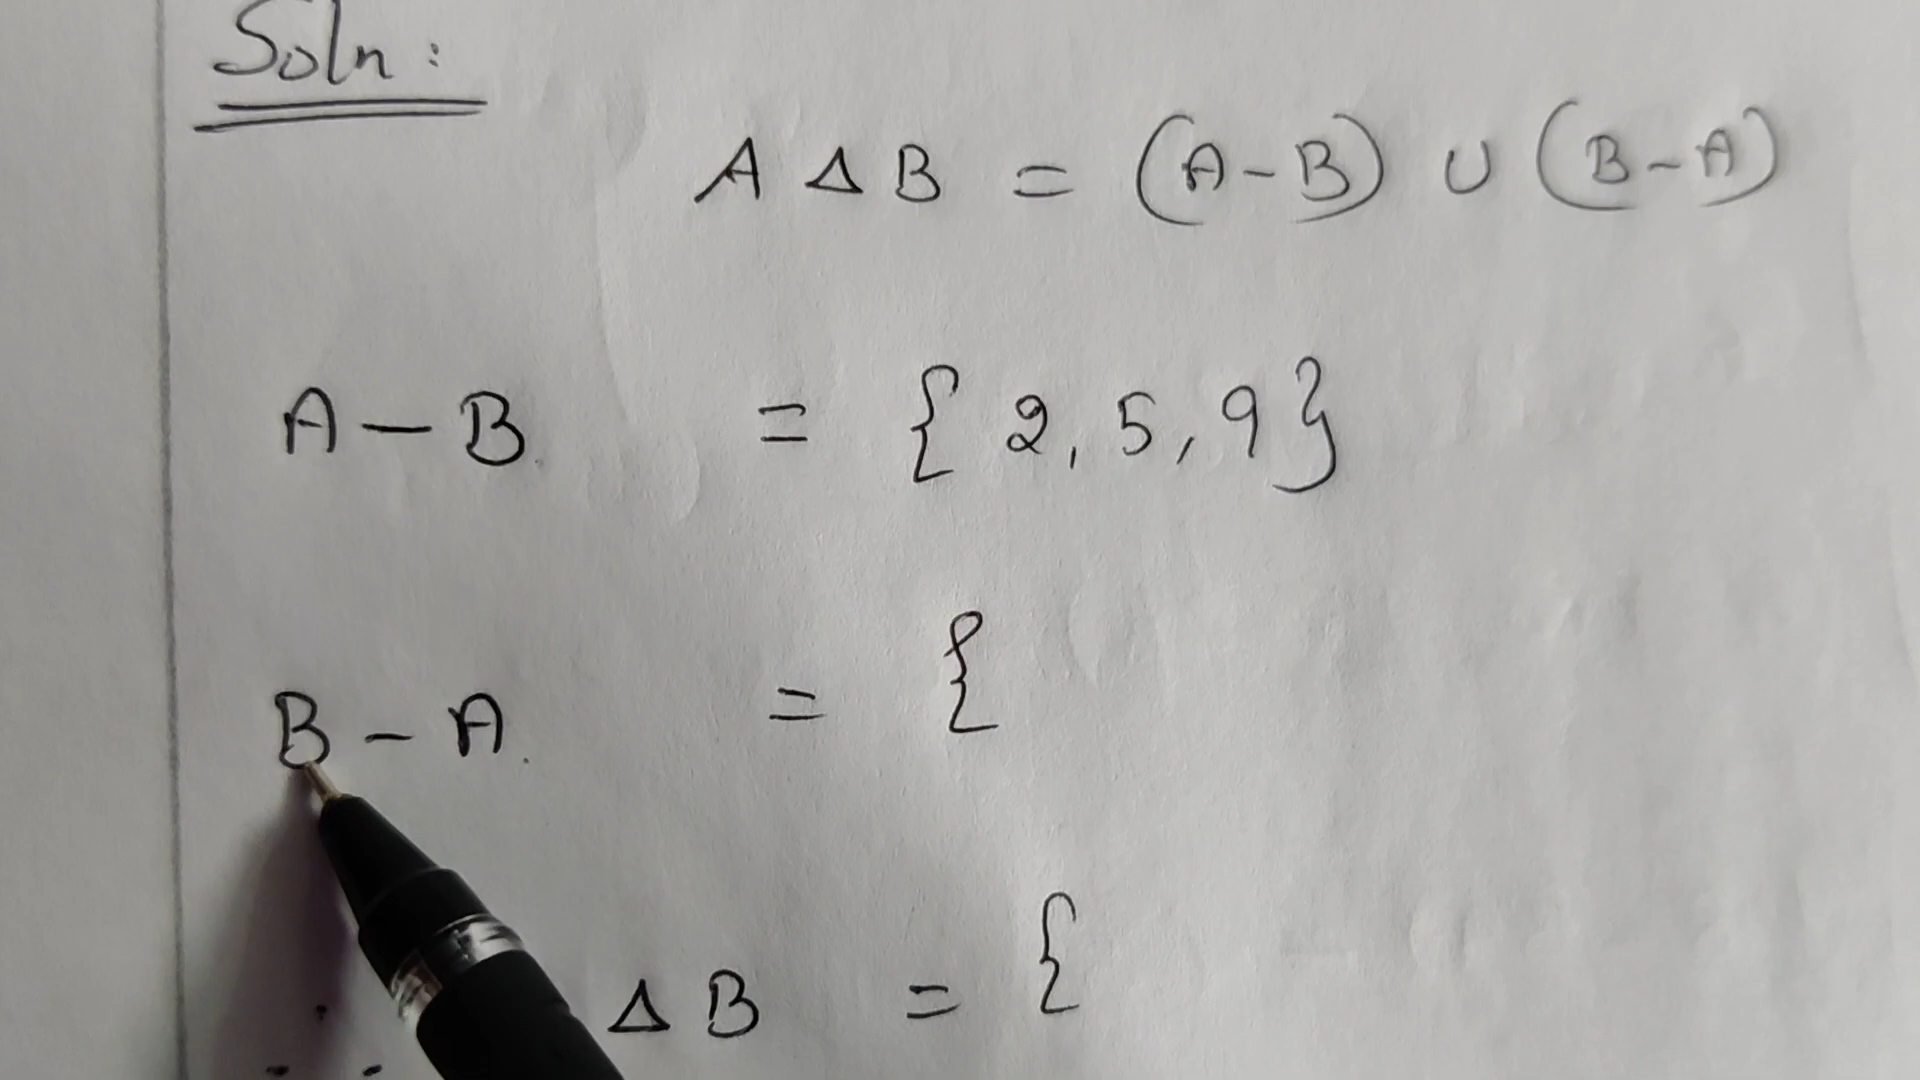 Soln:
A Δ B = (A - B) ∪ (B - A)
A - B = { 2, 5, 9 }
B - A = {
Δ B = {